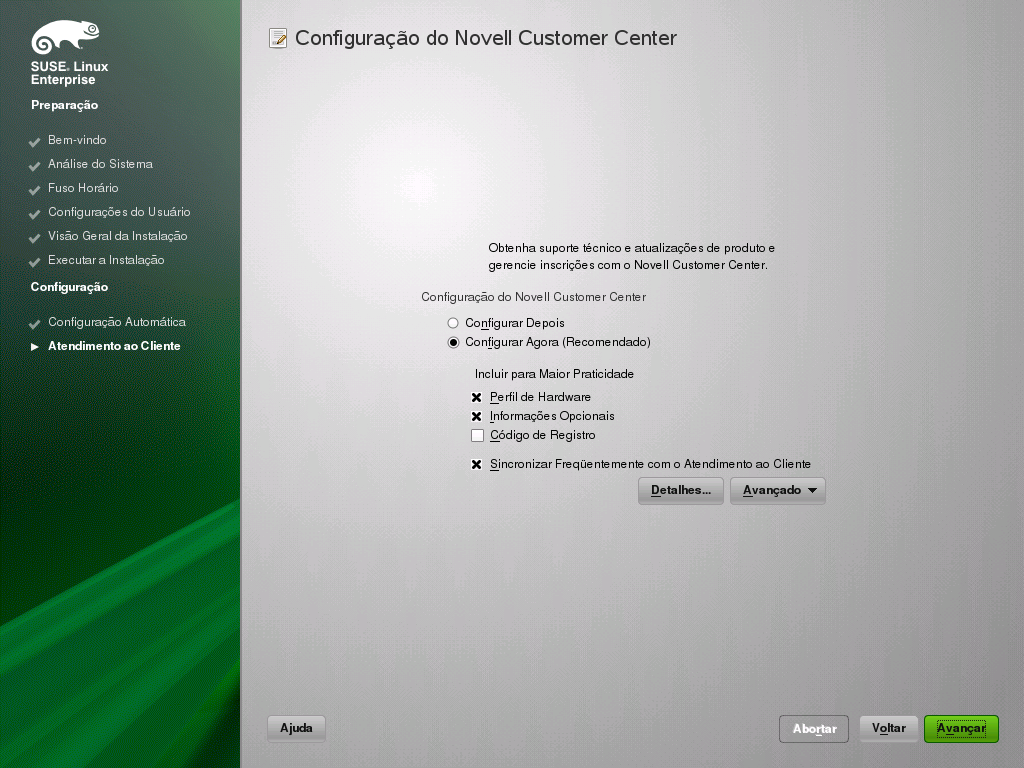 SUSE. Linux
Enterprise
Preparação
Bem-vindo
Análise do Sistema
Fuso Horário
Configurações do Usuário
Visão Geral da Instalação
Executar a Instalação
Configuração
Configuração Automática
Atendimento ao Cliente
Configuração do Novell Customer Center
Obtenha suporte técnico e atualizações de produto e
gerencie inscrições com o Novell Customer Center.
Configuração do Novell Customer Center
Configurar Depois
Configurar Agora (Recomendado)
Incluir para Maior Praticidade
Perfil de Hardware
Informações Opcionais
Código de Registro
Sincronizar Freqüentemente com o Atendimento ao Cliente
Detalhes... Avançado
Ajuda Abortar Voltar Avançar